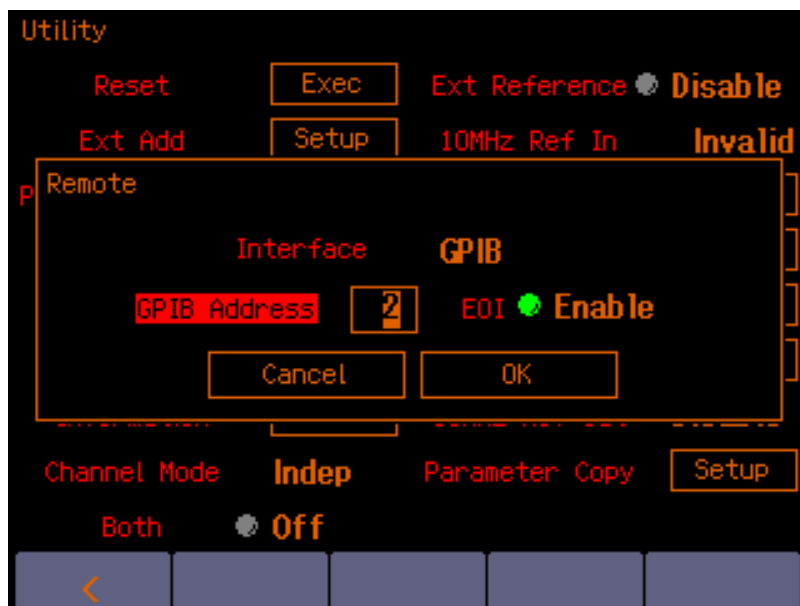 Utility
Reset Exec Ext Reference Disable
Ext Add Setup 10MHz Ref In Invalid
P
Remote
Interface GPIB
GPIB Address 2 EOI Enable
Cancel OK
Channel Mode Indep Parameter Copy Setup
Both Off
<